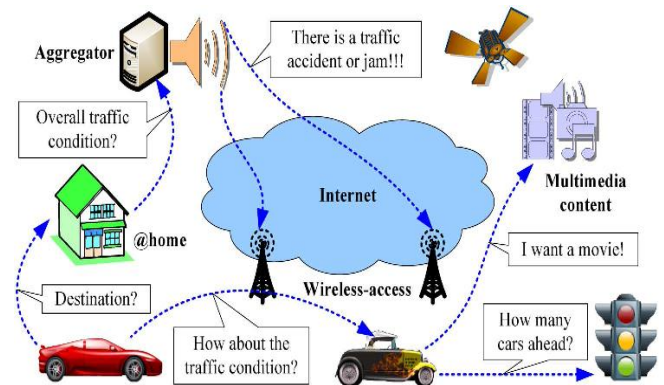 Aggregator
There is a traffic
accident or jam!!!
Overall traffic
condition?
Internet
Multimedia
content
@home
I want a movie!
Wireless-access
Destination?
How about the
traffic condition?
How many
cars ahead?